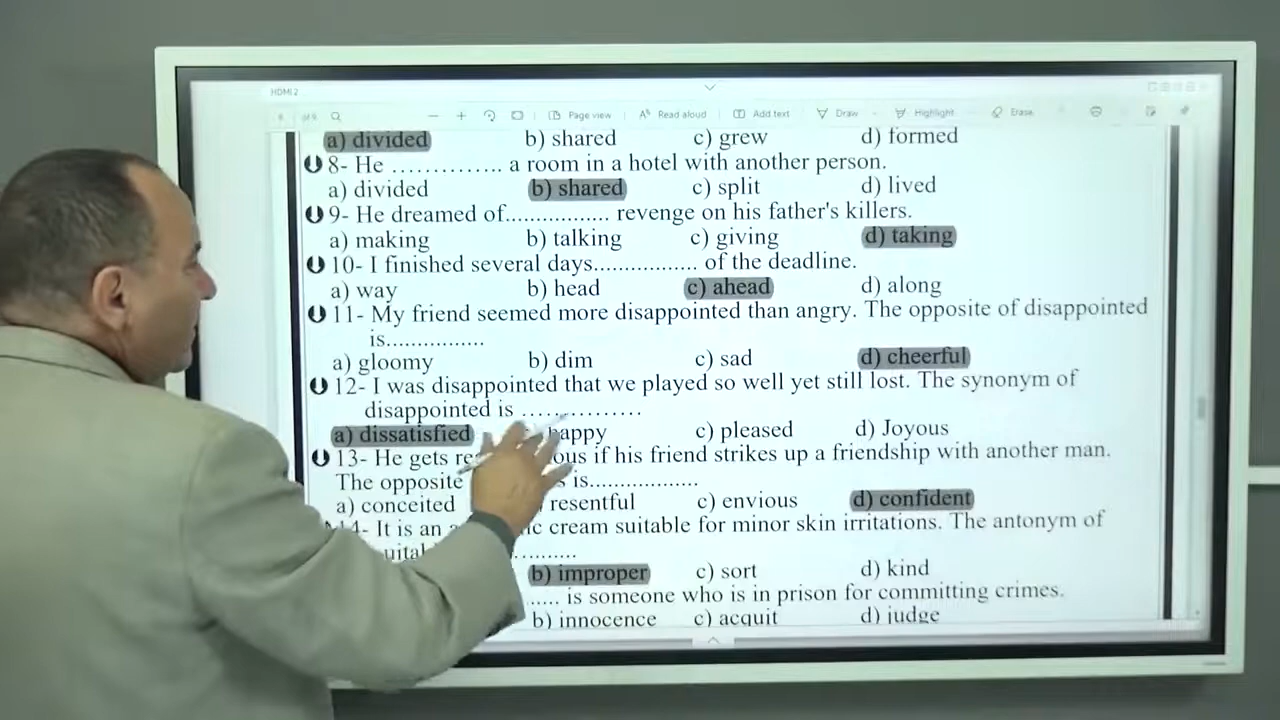 HDMI 2
6 of 9 Page view Read aloud Add text Draw Highlight Erase
a) divided b) shared c) grew d) formed
8- He .............. a room in a hotel with another person.
a) divided b) shared c) split d) lived
9- He dreamed of................. revenge on his father's killers.
a) making b) talking c) giving d) taking
10- I finished several days................. of the deadline.
a) way b) head c) ahead d) along
11- My friend seemed more disappointed than angry. The opposite of disappointed
is................
a) gloomy b) dim c) sad d) cheerful
12- I was disappointed that we played so well yet still lost. The synonym of
disappointed is ...............
a) dissatisfied happy c) pleased d) Joyous
13- He gets if his friend strikes up a friendship with another man.
The opposite is..................
a) conceited resentful c) envious d) confident
14- It is an cream suitable for minor skin irritations. The antonym of
..........
b) improper c) sort d) kind
..... is someone who is in prison for committing crimes.
b) innocence c) acquit d) judge